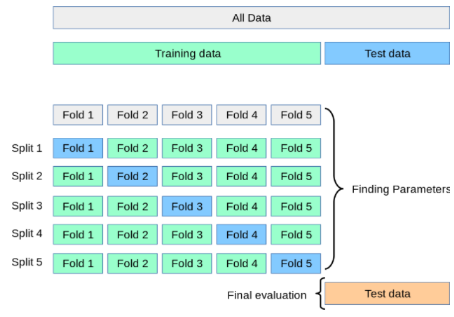 All Data
Training data Test data
Fold 1 Fold 2 Fold 3 Fold 4 Fold 5
Split 1 Fold 1 Fold 2 Fold 3 Fold 4 Fold 5
Split 2 Fold 1 Fold 2 Fold 3 Fold 4 Fold 5
Finding Parameters
Split 3 Fold 1 Fold 2 Fold 3 Fold 4 Fold 5
Split 4 Fold 1 Fold 2 Fold 3 Fold 4 Fold 5
Split 5 Fold 1 Fold 2 Fold 3 Fold 4 Fold 5
Final evaluation Test data